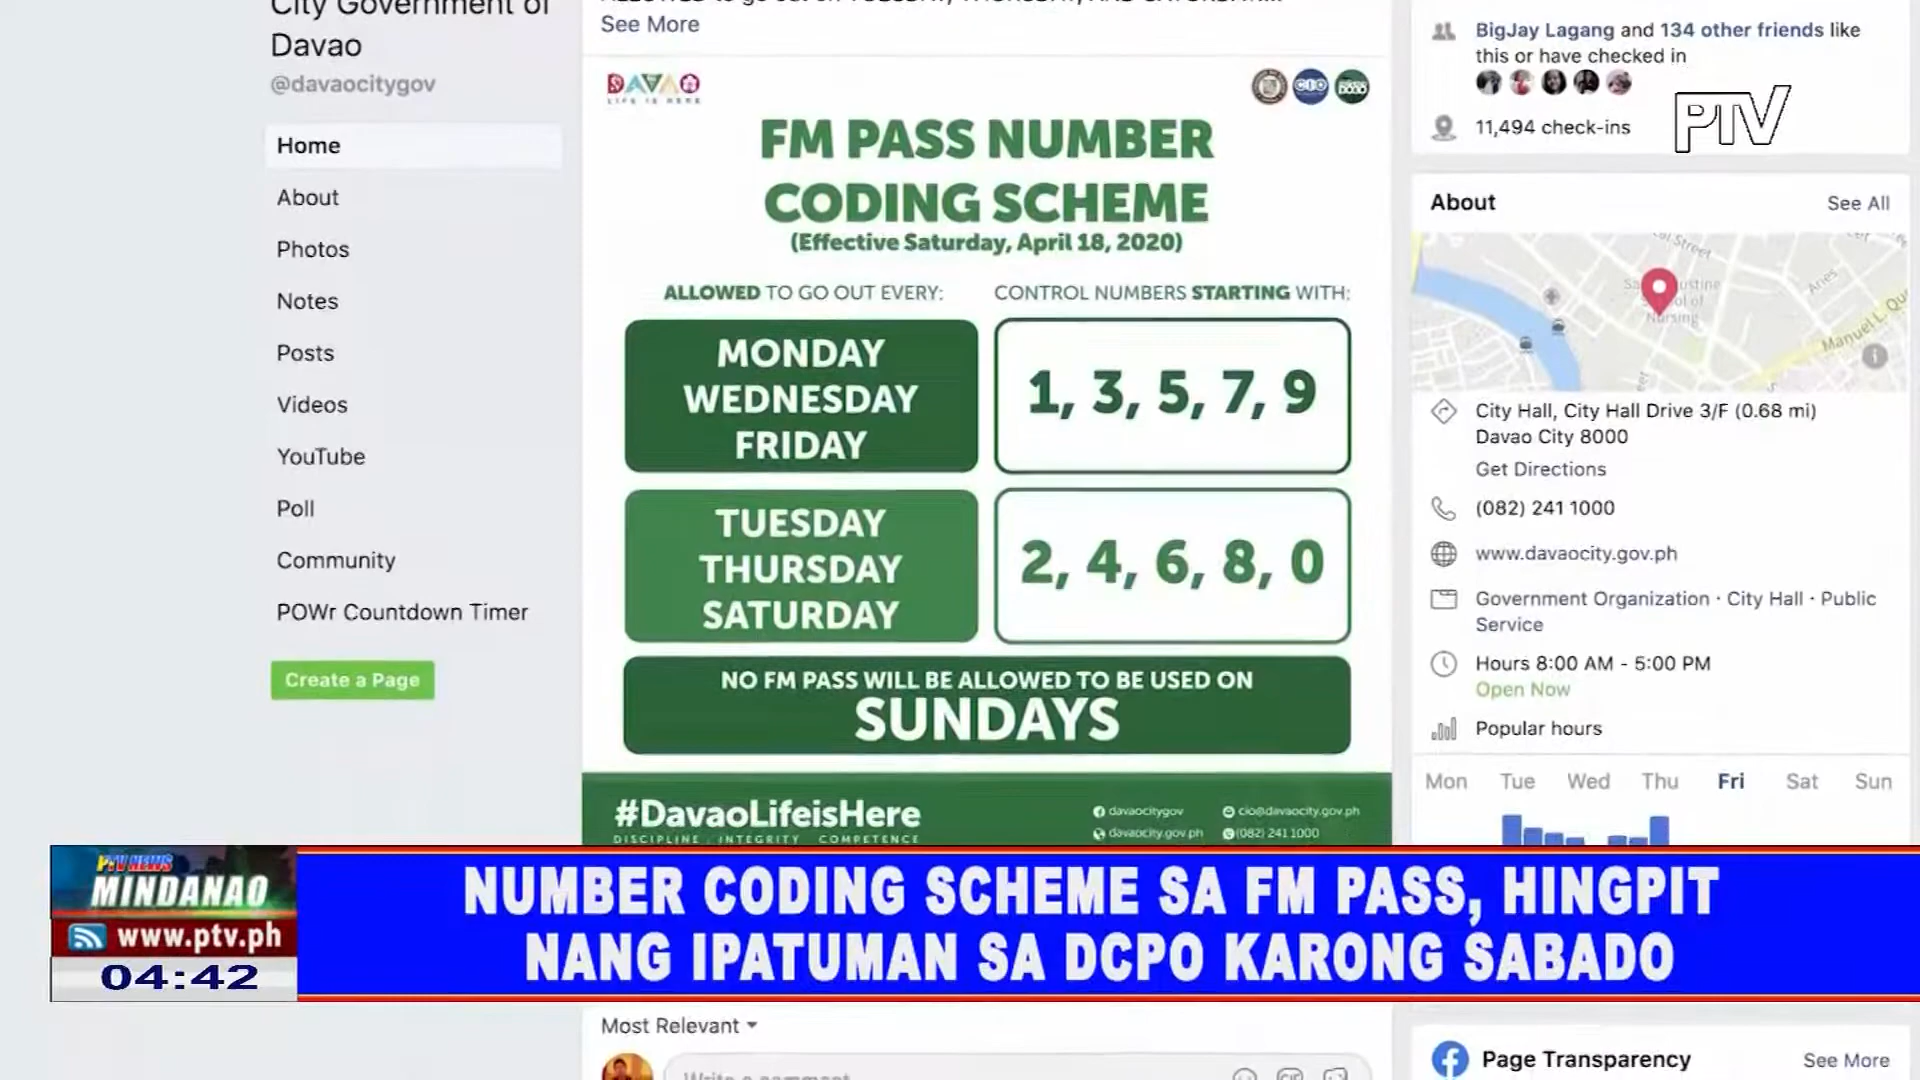 City Government of
Davao
@davaocitygov
Home
About
Photos
Notes
Posts
Videos
YouTube
Poll
Community
POWr Countdown Timer
Create a Page
See More
DAVAO
LIFE IS HERE
FM PASS NUMBER
CODING SCHEME
(Effective Saturday, April 18, 2020)
ALLOWED TO GO OUT EVERY:
CONTROL NUMBERS STARTING WITH:
MONDAY
WEDNESDAY
FRIDAY
1, 3, 5, 7, 9
TUESDAY
THURSDAY
SATURDAY
2, 4, 6, 8, 0
NO FM PASS WILL BE ALLOWED TO BE USED ON
SUNDAYS
#DavaoLifeisHere
DISCIPLINE . INTEGRITY . COMPETENCE
davaocitygov
cio@davaocity.gov.ph
davaocity.gov.ph
(082) 241 1000
BigJay Lagang and 134 other friends like
this or have checked in
11,494 check-ins
PTV
About
See All
Manuel L. Qu
City Hall, City Hall Drive 3/F (0.68 mi)
Davao City 8000
Get Directions
(082) 241 1000
www.davaocity.gov.ph
Government Organization · City Hall · Public
Service
Hours 8:00 AM - 5:00 PM
Open Now
Popular hours
Mon Tue Wed Thu Fri Sat Sun
PTV NEWS
MINDANAO
www.ptv.ph
04:42
NUMBER CODING SCHEME SA FM PASS, HINGPIT
NANG IPATUMAN SA DCPO KARONG SABADO
Most Relevant
Write a comment...
Page Transparency
See More